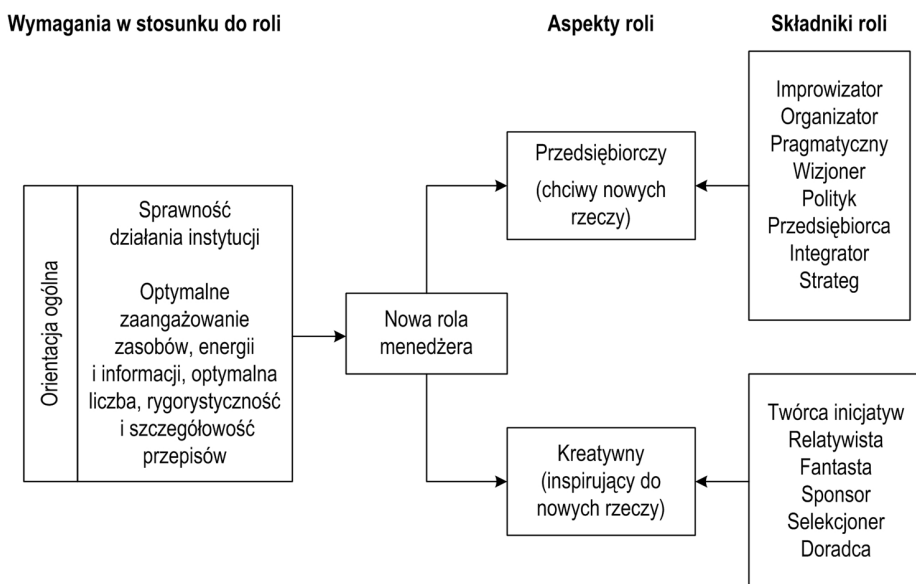 Wymagania w stosunku do roli
Aspekty roli
Składniki roli
Orientacja ogólna
Sprawność
działania instytucji
Optymalne
zaangażowanie
zasobów, energii
i informacji, optymalna
liczba, rygorystyczność
i szczegółowość
przepisów
Nowa rola
menedżera
Przedsiębiorczy
(chciwy nowych
rzeczy)
Kreatywny
(inspirujący do
nowych rzeczy)
Improwizator
Organizator
Pragmatyczny
Wizjoner
Polityk
Przedsiębiorca
Integrator
Strateg
Twórca inicjatyw
Relatywista
Fantasta
Sponsor
Selekcjoner
Doradca